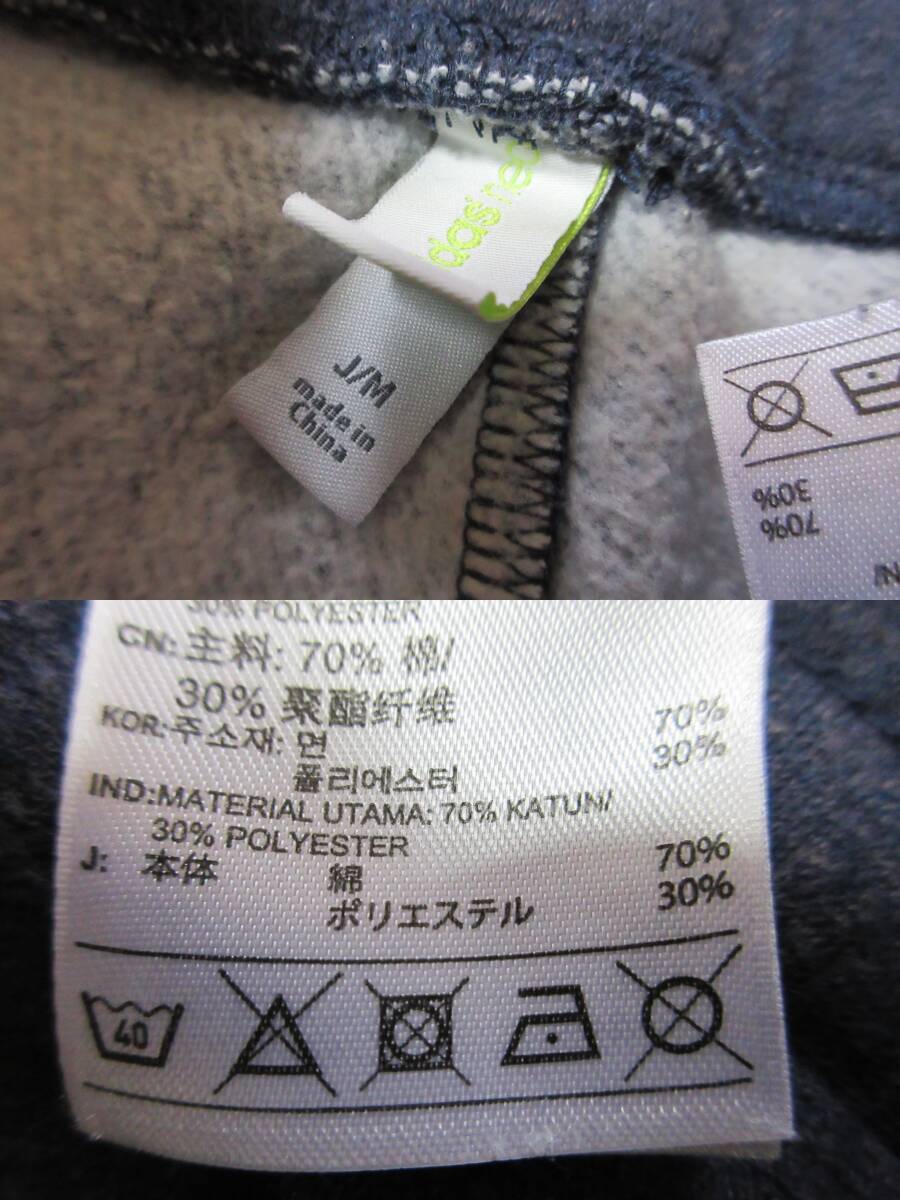 das neo
J/M
made in
China
30%
70%
30% POLYESTER
CN: 主料: 70% 棉/
30% 聚酯纤维
KOR: 주소재: 면 70%
폴리에스터 30%
IND:MATERIAL UTAMA: 70% KATUN/
30% POLYESTER
J: 本体 綿 70%
ポリエステル 30%
40